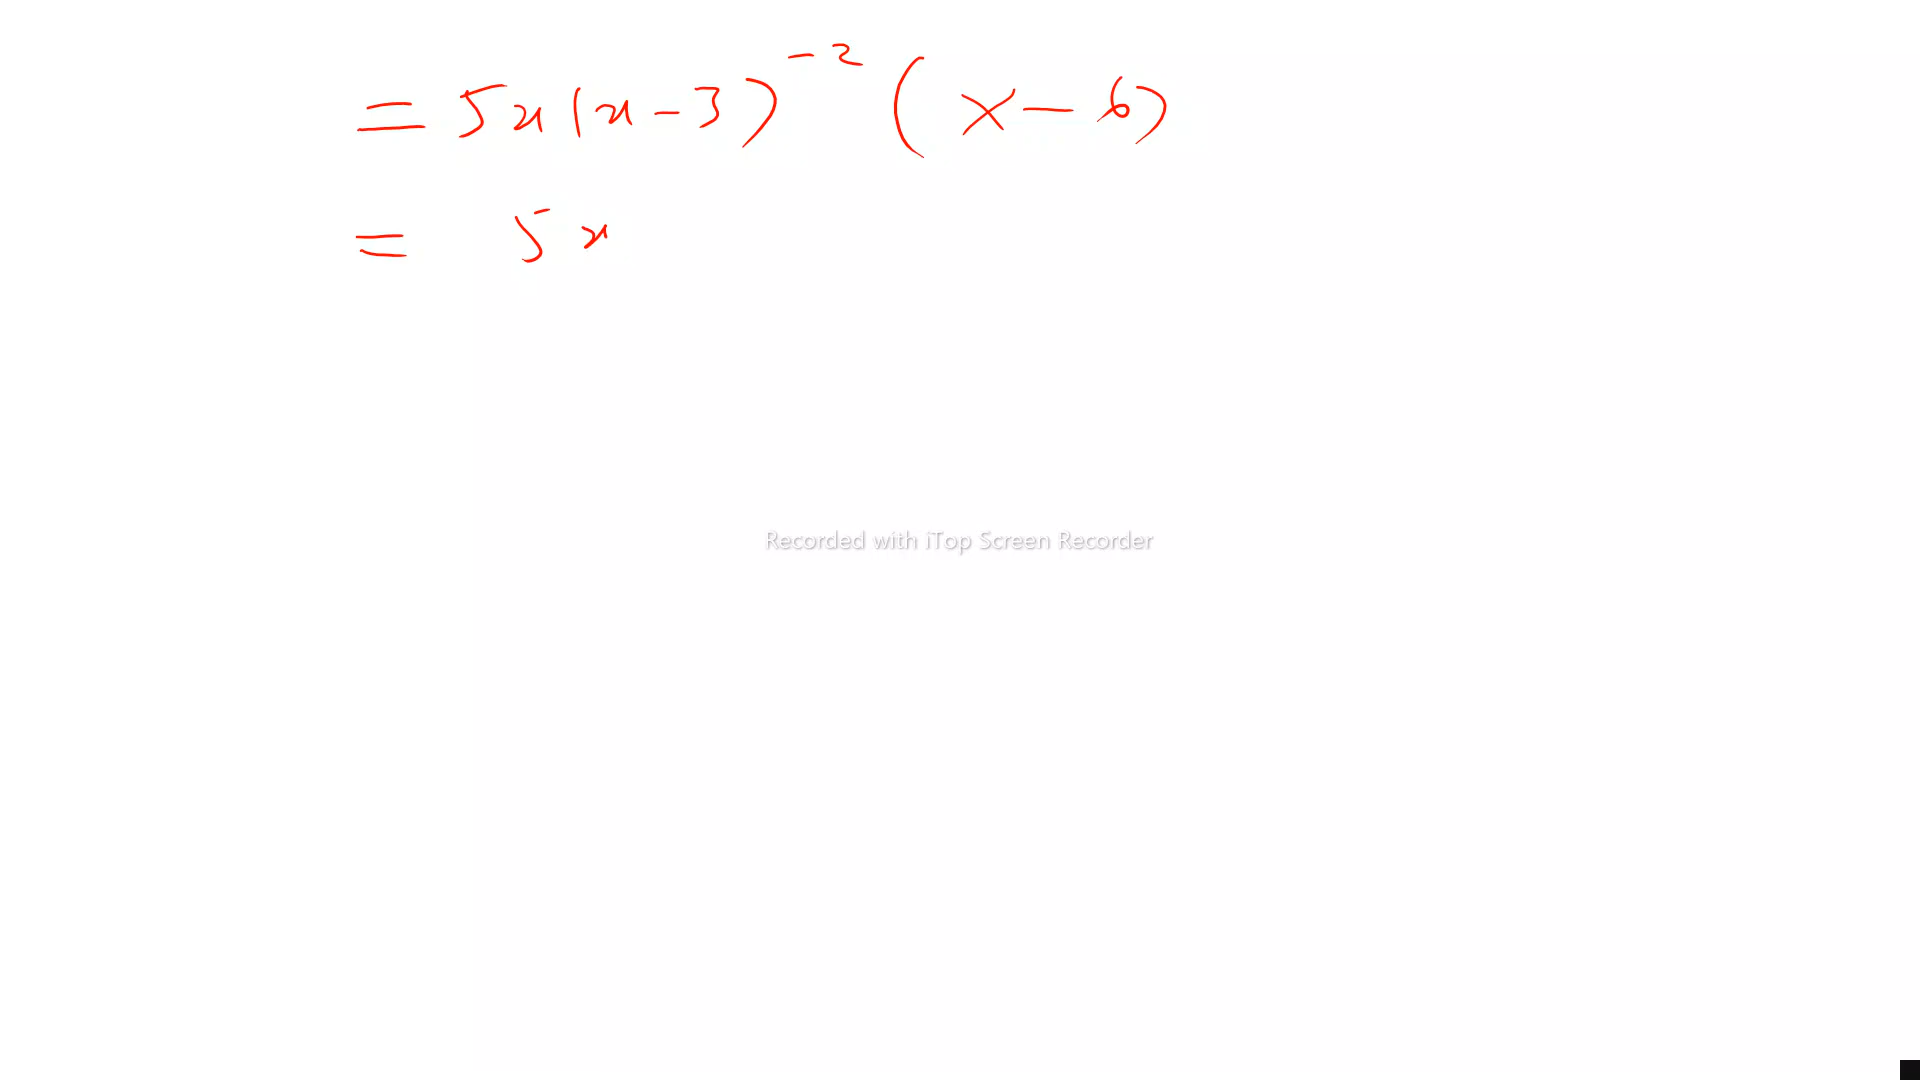 = 5x(x-3)⁻² (x-6)
= 5x
Recorded with iTop Screen Recorder